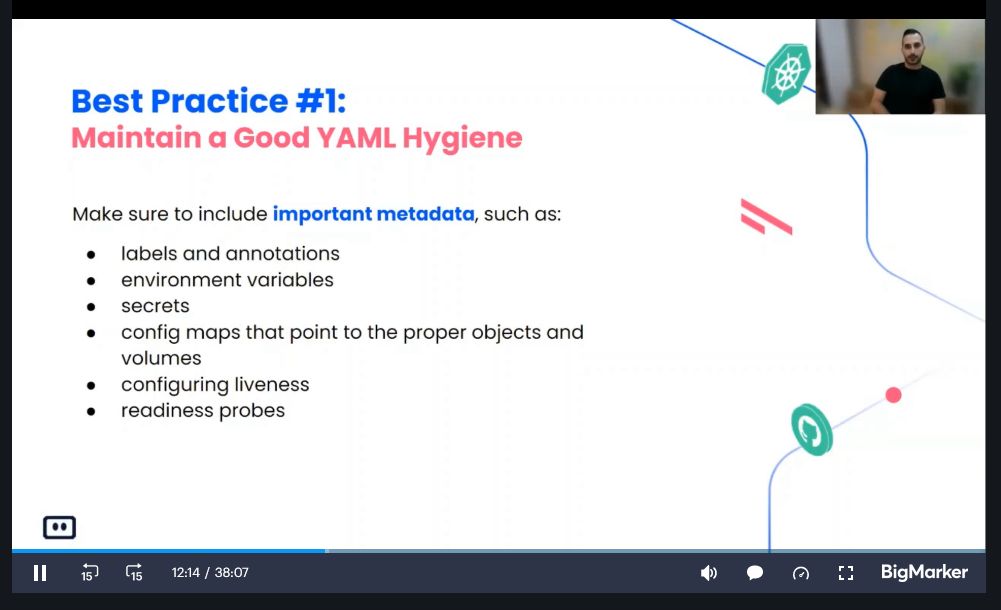 Best Practice #1:
Maintain a Good YAML Hygiene
Make sure to include important metadata, such as:
● labels and annotations
● environment variables
● secrets
● config maps that point to the proper objects and
volumes
● configuring liveness
● readiness probes
15
15
12:14 / 38:07
BigMarker